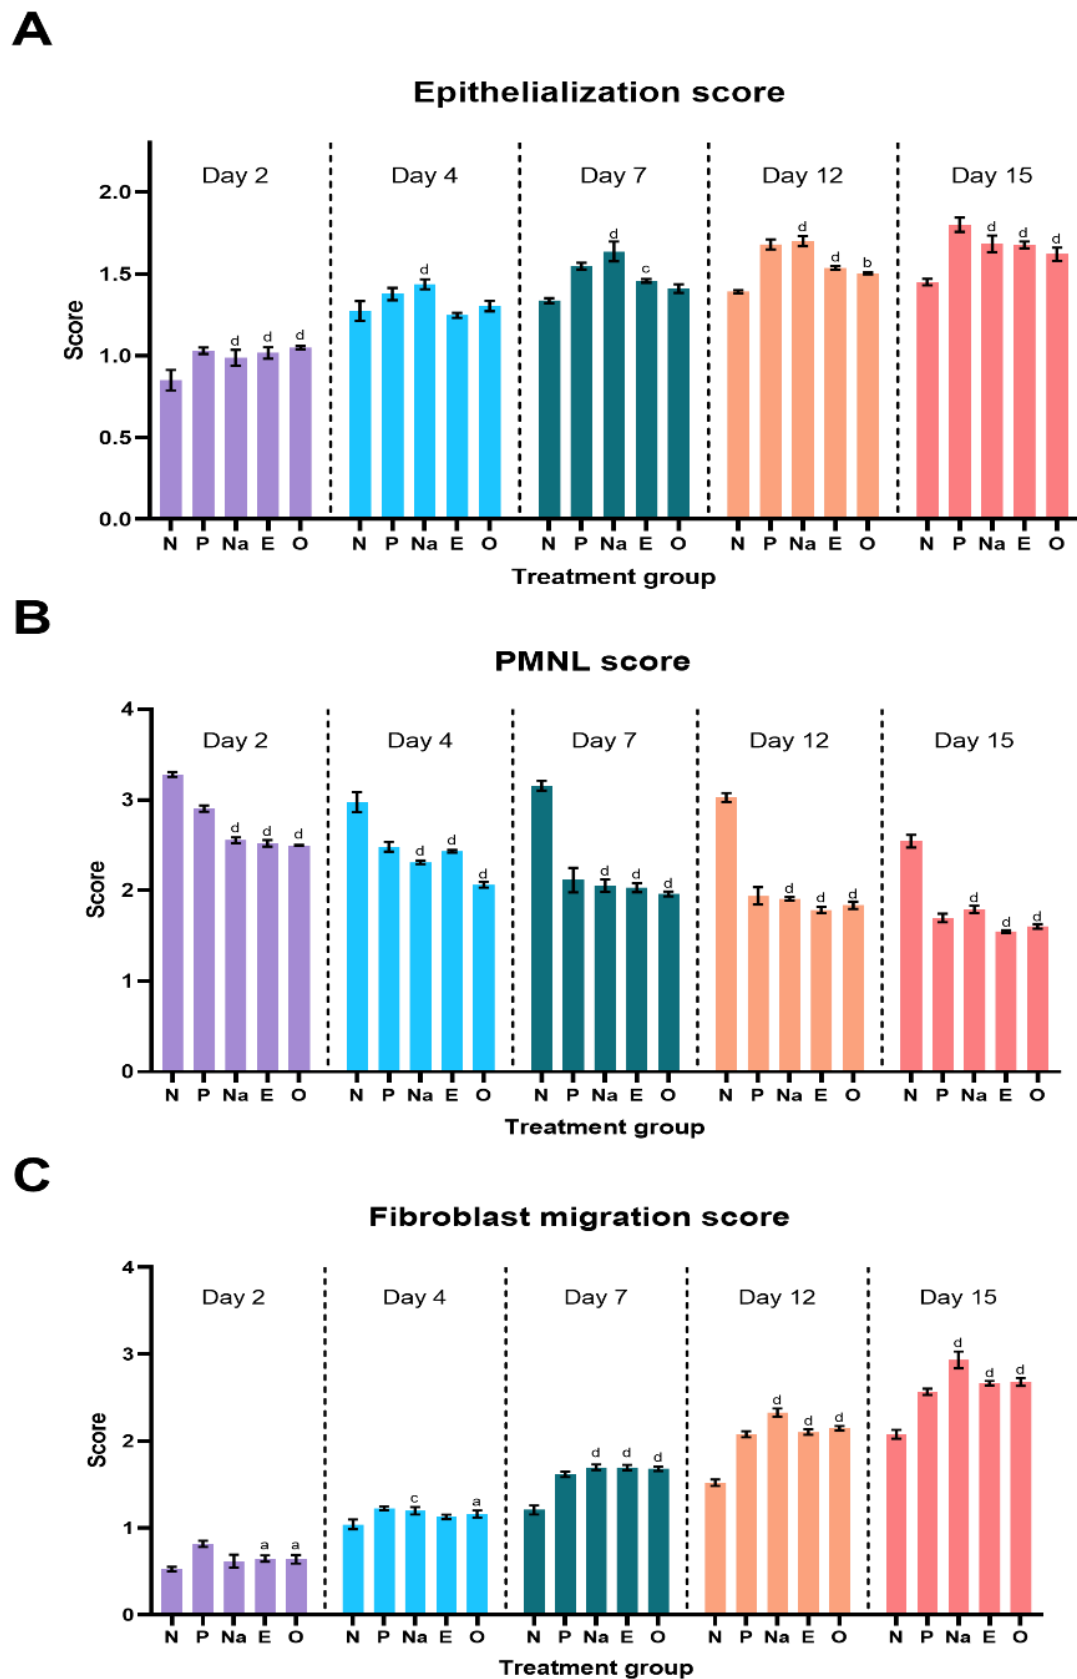 A
Epithelialization score
Day 2 Day 4 Day 7 Day 12 Day 15
Score
2.0
1.5
1.0
0.5
0.0
d d d d d c d b d d d
N P Na E O N P Na E O N P Na E O N P Na E O N P Na E O
Treatment group
B
PMNL score
Day 2 Day 4 Day 7 Day 12 Day 15
Score
4
3
2
1
0
d d d d d d d d d d d d d d d
N P Na E O N P Na E O N P Na E O N P Na E O N P Na E O
Treatment group
C
Fibroblast migration score
Day 2 Day 4 Day 7 Day 12 Day 15
Score
4
3
2
1
0
a a c a d d d d d d d d d
N P Na E O N P Na E O N P Na E O N P Na E O N P Na E O
Treatment group